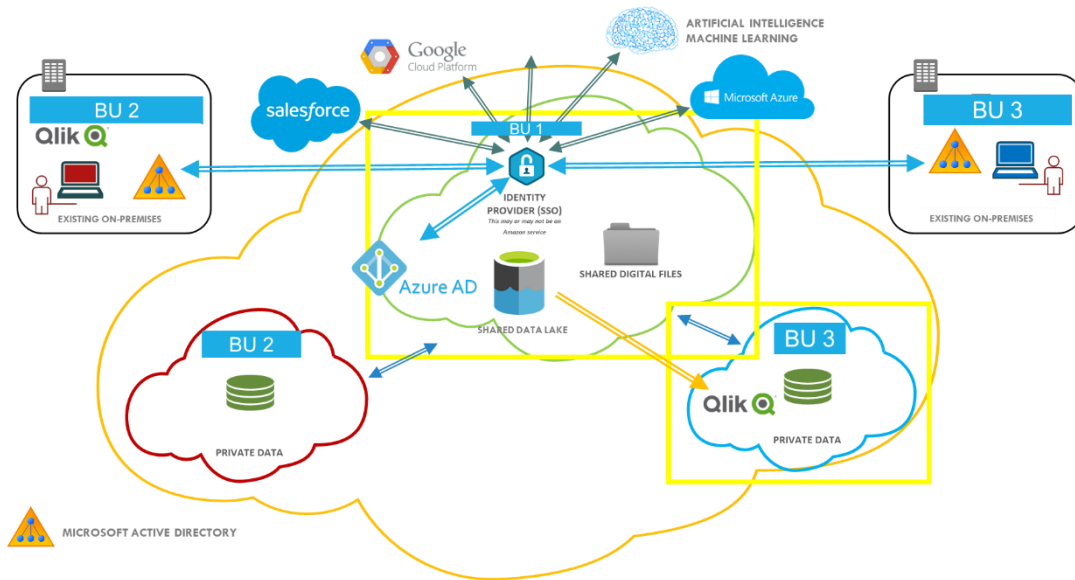 ARTIFICIAL INTELLIGENCE
MACHINE LEARNING
Google
Cloud Platform
salesforce
Microsoft Azure
BU 2
Qlik
EXISTING ON-PREMISES
BU 1
BU 3
EXISTING ON-PREMISES
IDENTITY
PROVIDER (SSO)
This may or may not be an
Amazon service
Azure AD
SHARED DIGITAL FILES
SHARED DATA LAKE
BU 2
PRIVATE DATA
BU 3
Qlik
PRIVATE DATA
MICROSOFT ACTIVE DIRECTORY